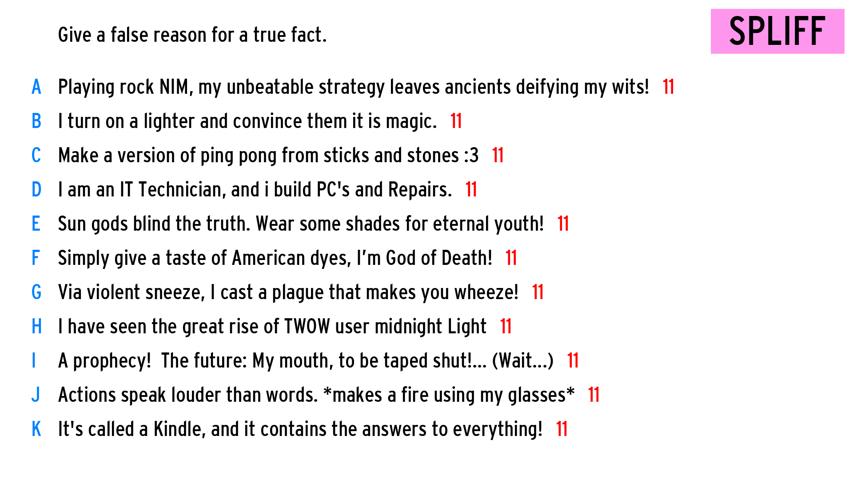 Give a false reason for a true fact.
SPLIFF
A Playing rock NIM, my unbeatable strategy leaves ancients deifying my wits! 11
B I turn on a lighter and convince them it is magic. 11
C Make a version of ping pong from sticks and stones :3 11
D I am an IT Technician, and i build PC's and Repairs. 11
E Sun gods blind the truth. Wear some shades for eternal youth! 11
F Simply give a taste of American dyes, I'm God of Death! 11
G Via violent sneeze, I cast a plague that makes you wheeze! 11
H I have seen the great rise of TWOW user midnight Light 11
I A prophecy! The future: My mouth, to be taped shut!... (Wait...) 11
J Actions speak louder than words. *makes a fire using my glasses* 11
K It's called a Kindle, and it contains the answers to everything! 11